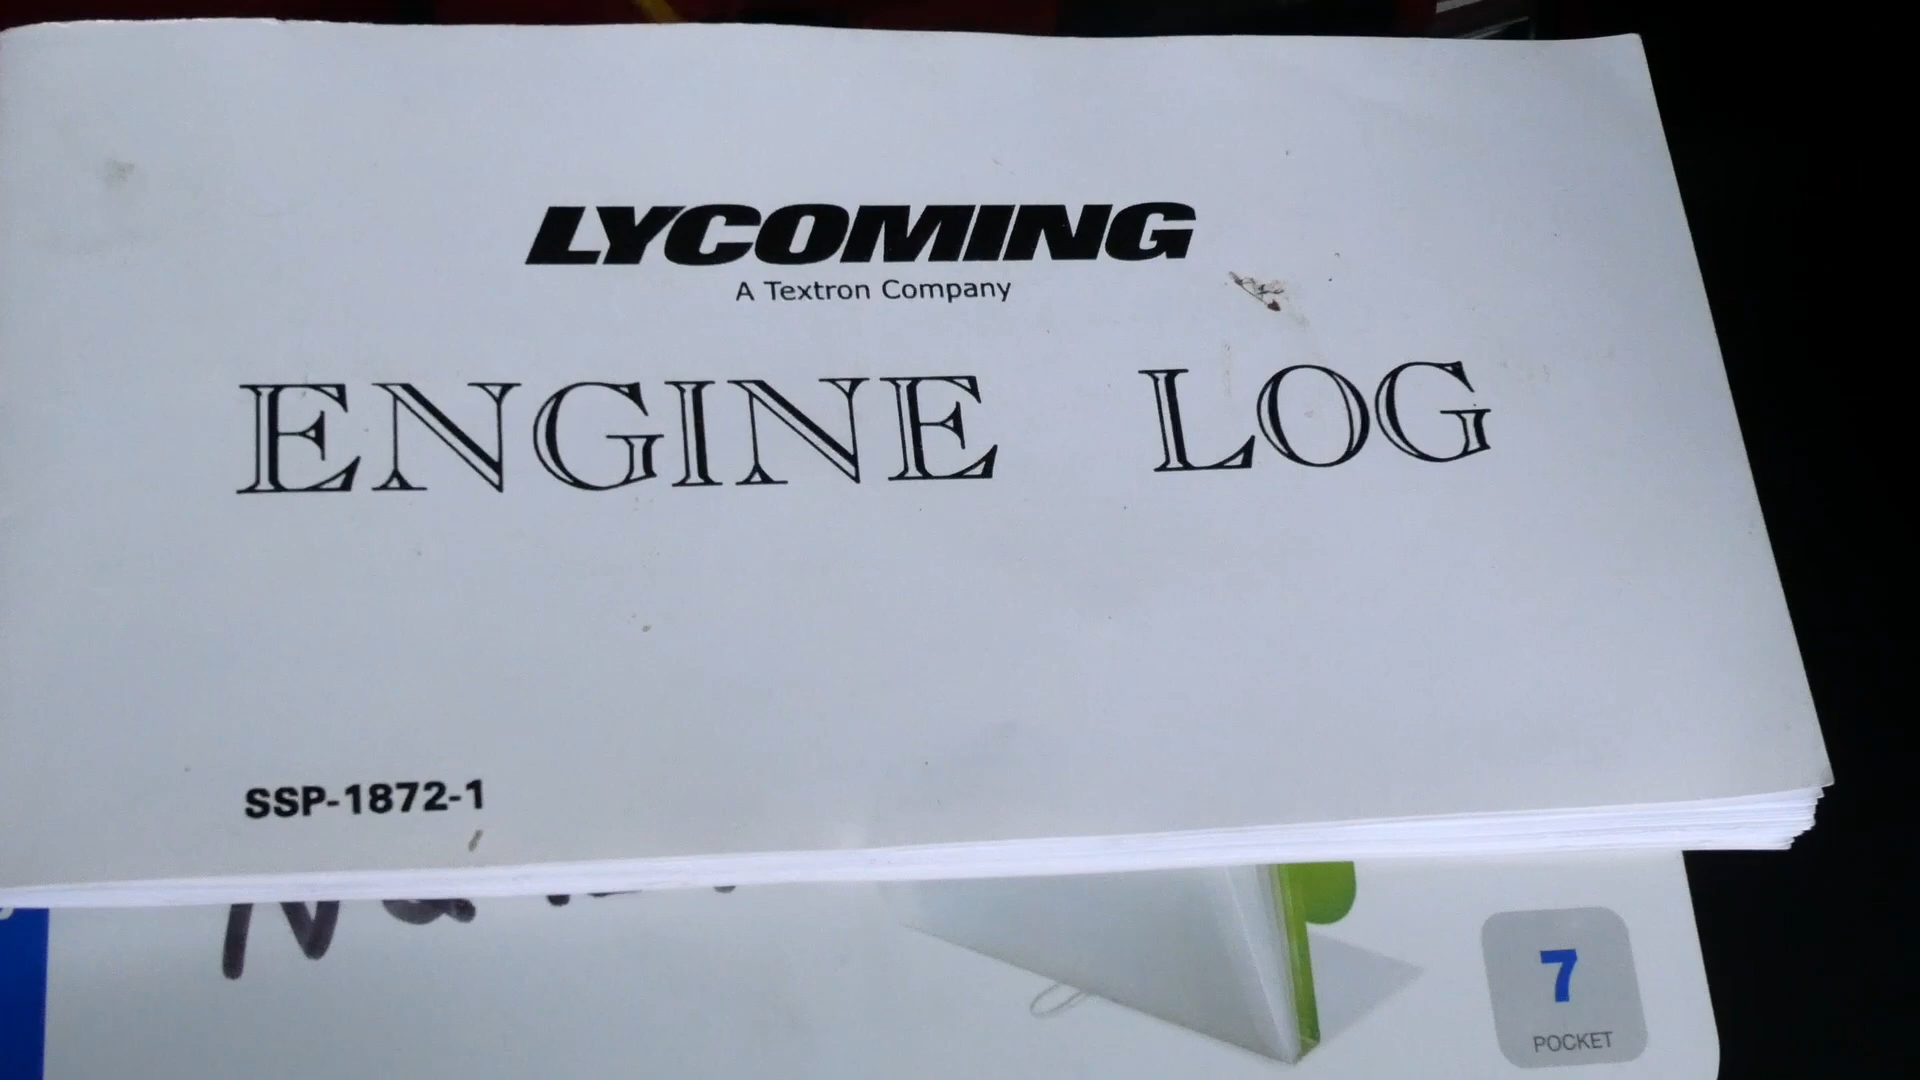 LYCOMING
A Textron Company
ENGINE LOG
SSP-1872-1
7
POCKET